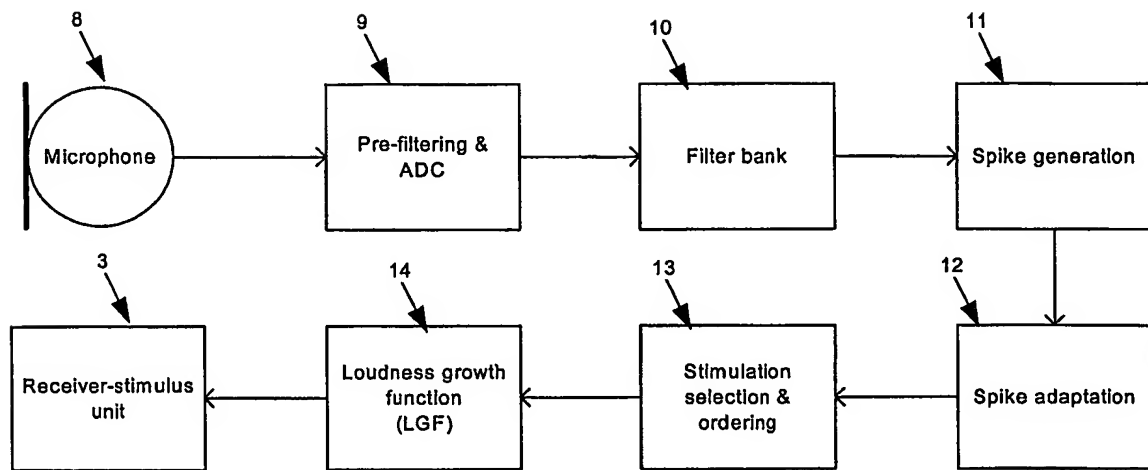 8
9
10
11
Microphone
Pre-filtering &
ADC
Filter bank
Spike generation
3
14
13
12
Receiver-stimulus
unit
Loudness growth
function
(LGF)
Stimulation
selection &
ordering
Spike adaptation